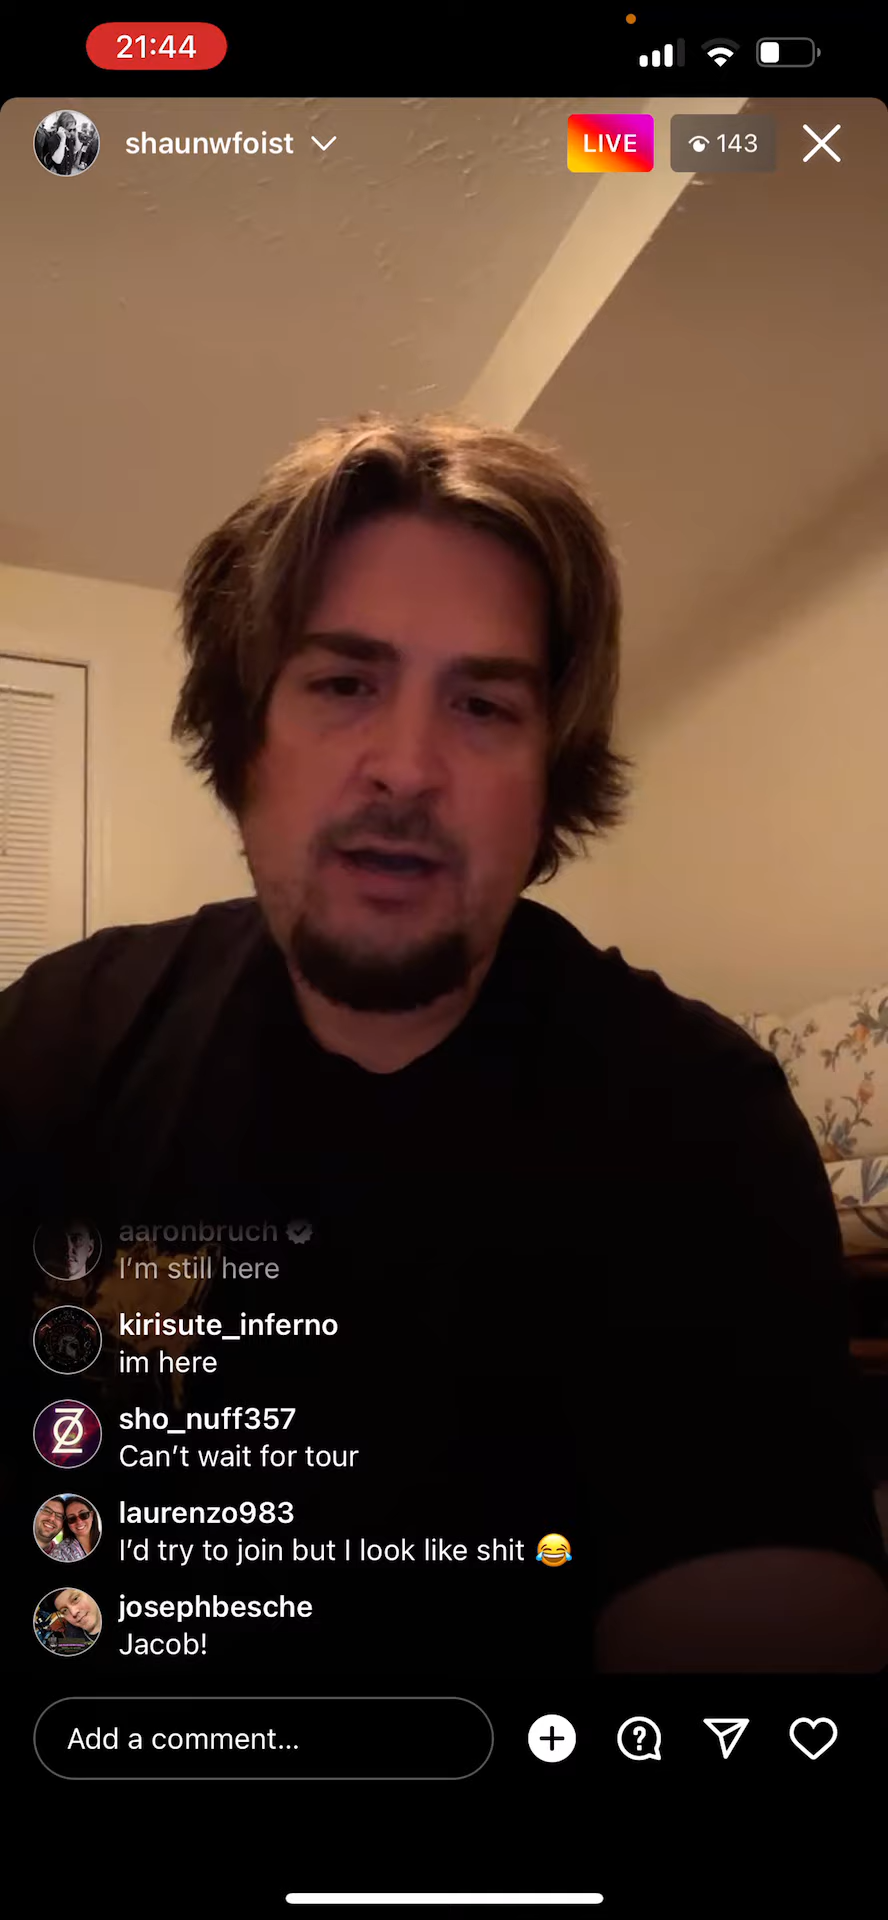 21:44
shaunwfoist
LIVE
143
aaronbruch
I'm still here
kirisute_inferno
im here
sho_nuff357
Can't wait for tour
laurenzo983
I'd try to join but I look like shit 😂
josephbesche
Jacob!
Add a comment...